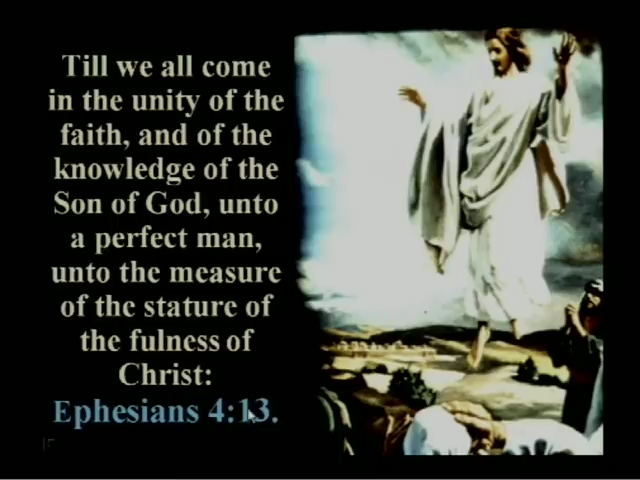 Till we all come
in the unity of the
faith, and of the
knowledge of the
Son of God, unto
a perfect man,
unto the measure
of the stature of
the fulness of
Christ:
Ephesians 4:13.